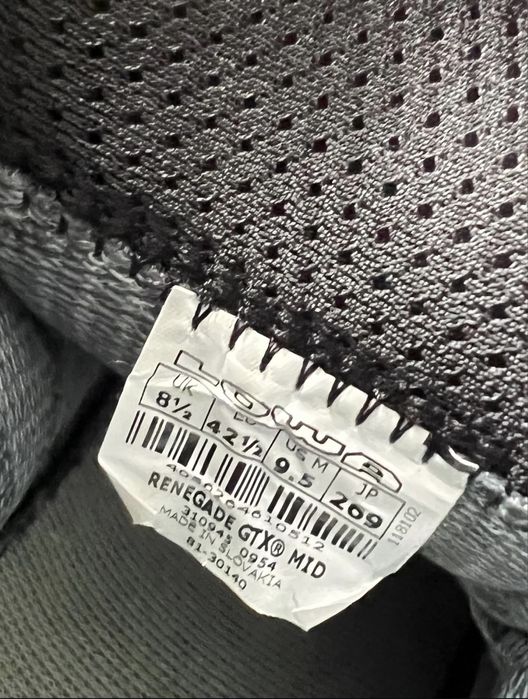 LOWA
UK EU US M JP
8½ 42½ 9.5 269
RENEGADE GTX® MID
310945 0954
MADE IN SLOVAKIA
81-30140
118102